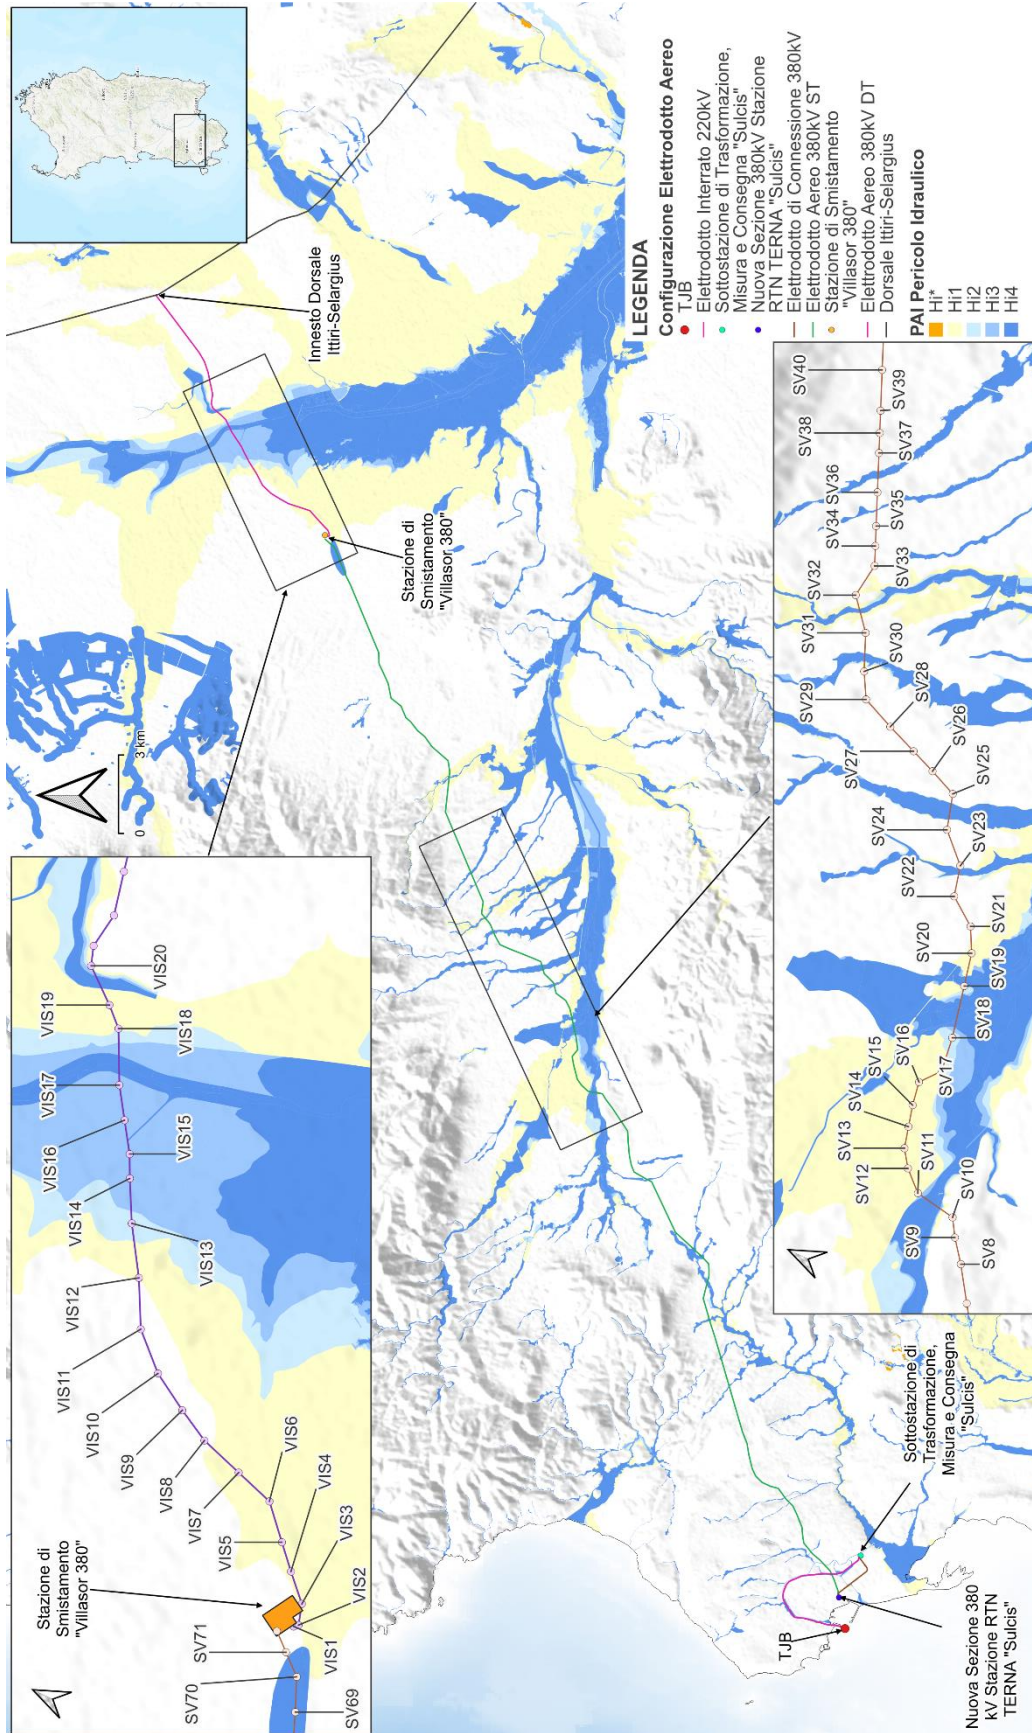 LEGENDA
Configurazione Elettrodotto Aereo
TJB
Elettrodotto Interrato 220kV
Sottostazione di Trasformazione,
Misura e Consegna "Sulcis"
Nuova Sezione 380kV Stazione
RTN TERNA "Sulcis"
Elettrodotto di Connessione 380kV
Elettrodotto Aereo 380kV ST
Stazione di Smistamento
"Villasor 380"
Elettrodotto Aereo 380kV DT
Dorsale Ittiri-Selargius
PAI Pericolo Idraulico
Hi*
Hi1
Hi2
Hi3
Hi4
Stazione di
Smistamento
"Villasor 380"
SV69
SV70
SV71
VIS1
VIS2
VIS3
VIS4
VIS5
VIS6
VIS7
VIS8
VIS9
VIS10
VIS11
VIS12
VIS13
VIS14
VIS15
VIS16
VIS17
VIS18
VIS19
VIS20
0
3 km
Innesto Dorsale
Ittiri-Selargius
Stazione di
Smistamento
"Villasor 380"
TJB
Nuova Sezione 380
kV Stazione RTN
TERNA "Sulcis"
Sottostazione di
Trasformazione,
Misura e Consegna
"Sulcis"
SV8
SV9
SV10
SV11
SV12
SV13
SV14
SV15
SV16
SV17
SV18
SV19
SV20
SV21
SV22
SV23
SV24
SV25
SV26
SV27
SV28
SV29
SV30
SV31
SV32
SV33
SV34
SV35
SV36
SV37
SV38
SV39
SV40